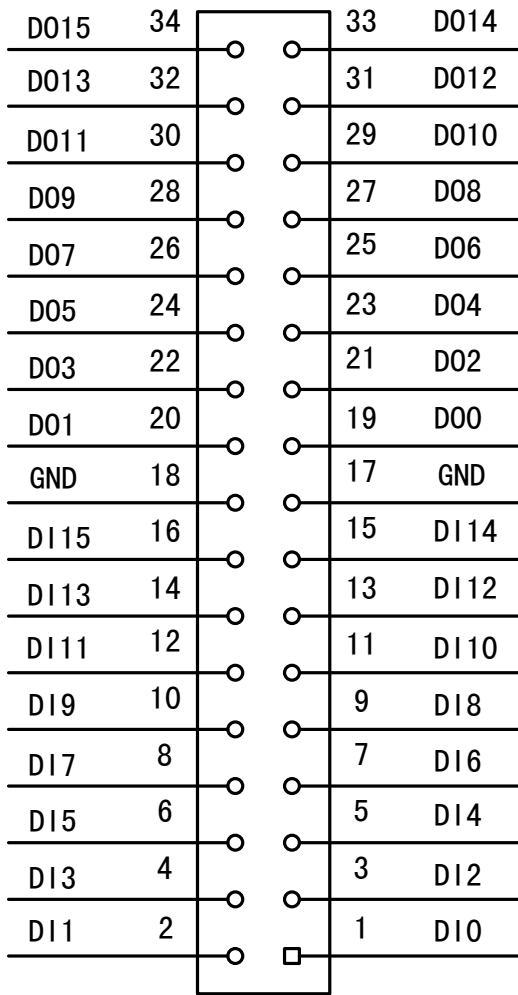 DO15 34 33 DO14
DO13 32 31 DO12
DO11 30 29 DO10
DO9 28 27 DO8
DO7 26 25 DO6
DO5 24 23 DO4
DO3 22 21 DO2
DO1 20 19 DO0
GND 18 17 GND
DI15 16 15 DI14
DI13 14 13 DI12
DI11 12 11 DI10
DI9 10 9 DI8
DI7 8 7 DI6
DI5 6 5 DI4
DI3 4 3 DI2
DI1 2 1 DI0